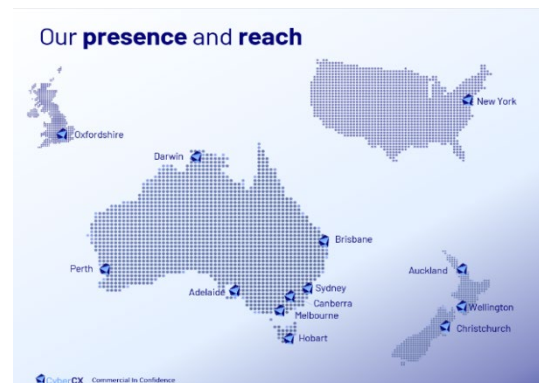 Our presence and reach
Oxfordshire
New York
Darwin
Brisbane
Perth
Adelaide
Sydney
Canberra
Melbourne
Hobart
Auckland
Wellington
Christchurch
CyberCX Commercial In Confidence